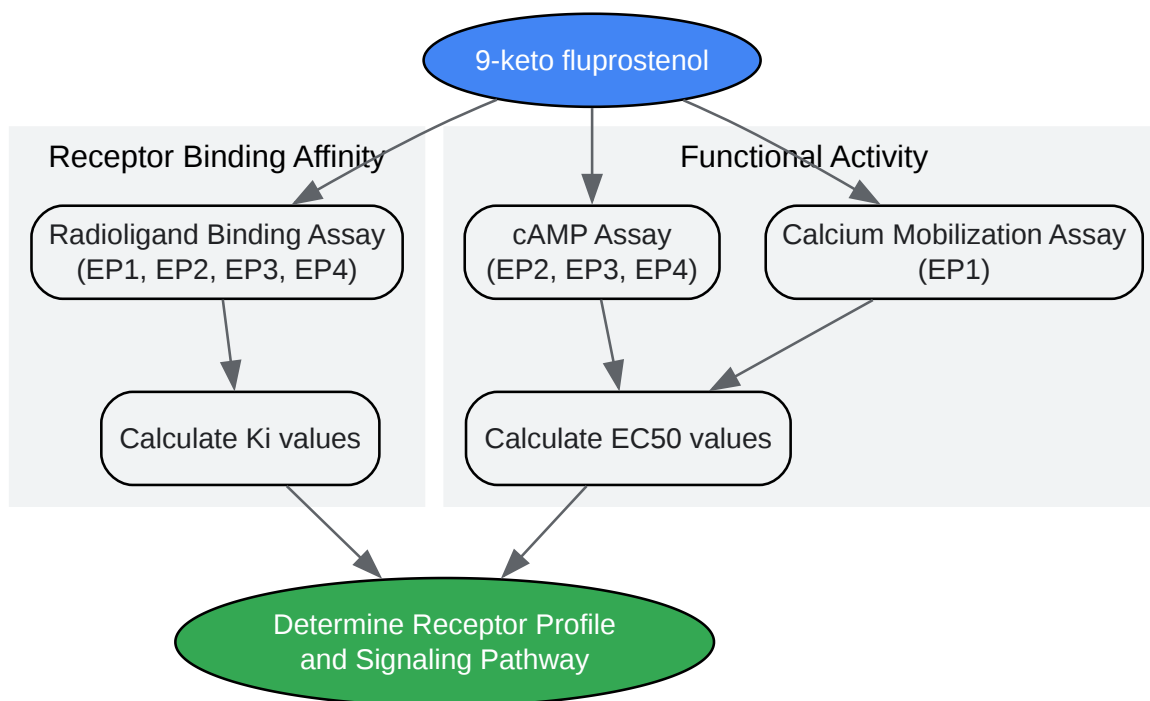 9-keto fluprostenol
Receptor Binding Affinity
Functional Activity
Radioligand Binding Assay
(EP1, EP2, EP3, EP4)
cAMP Assay
(EP2, EP3, EP4)
Calcium Mobilization Assay
(EP1)
Calculate Ki values
Calculate EC50 values
Determine Receptor Profile
and Signaling Pathway